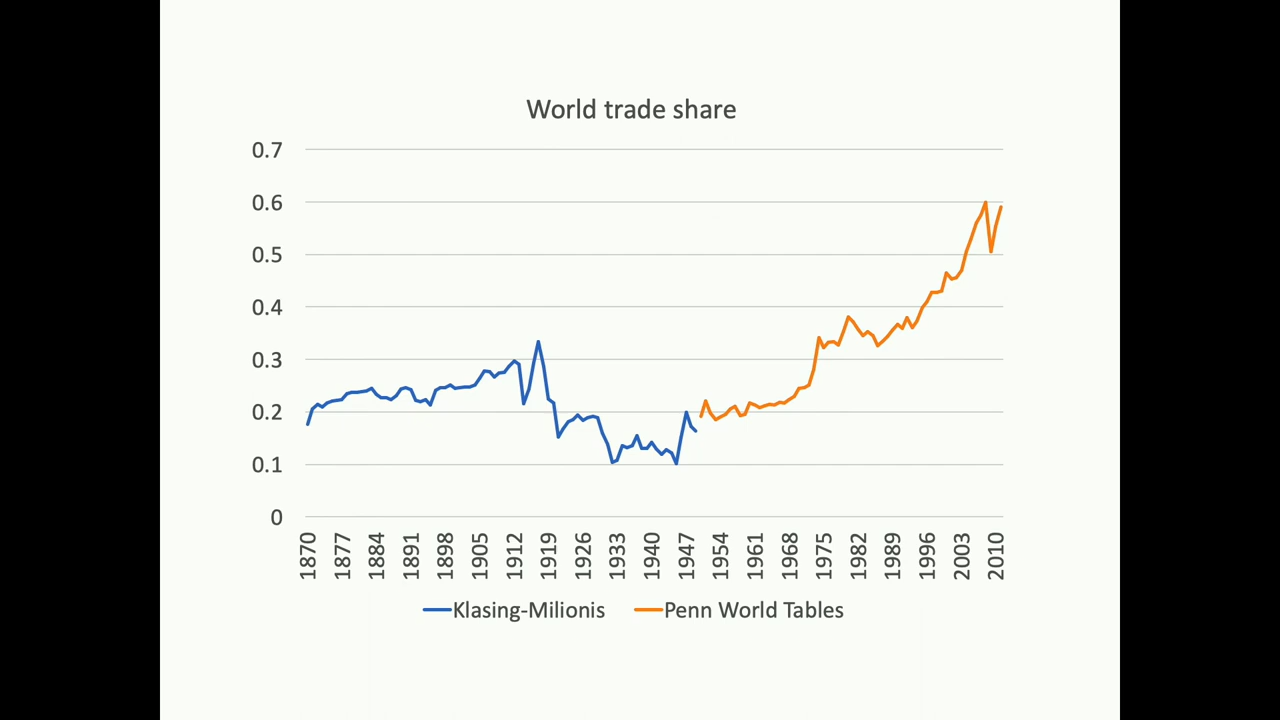 World trade share
0.7
0.6
0.5
0.4
0.3
0.2
0.1
0
1870 1877 1884 1891 1898 1905 1912 1919 1926 1933 1940 1947 1954 1961 1968 1975 1982 1989 1996 2003 2010
Klasing-Milionis Penn World Tables